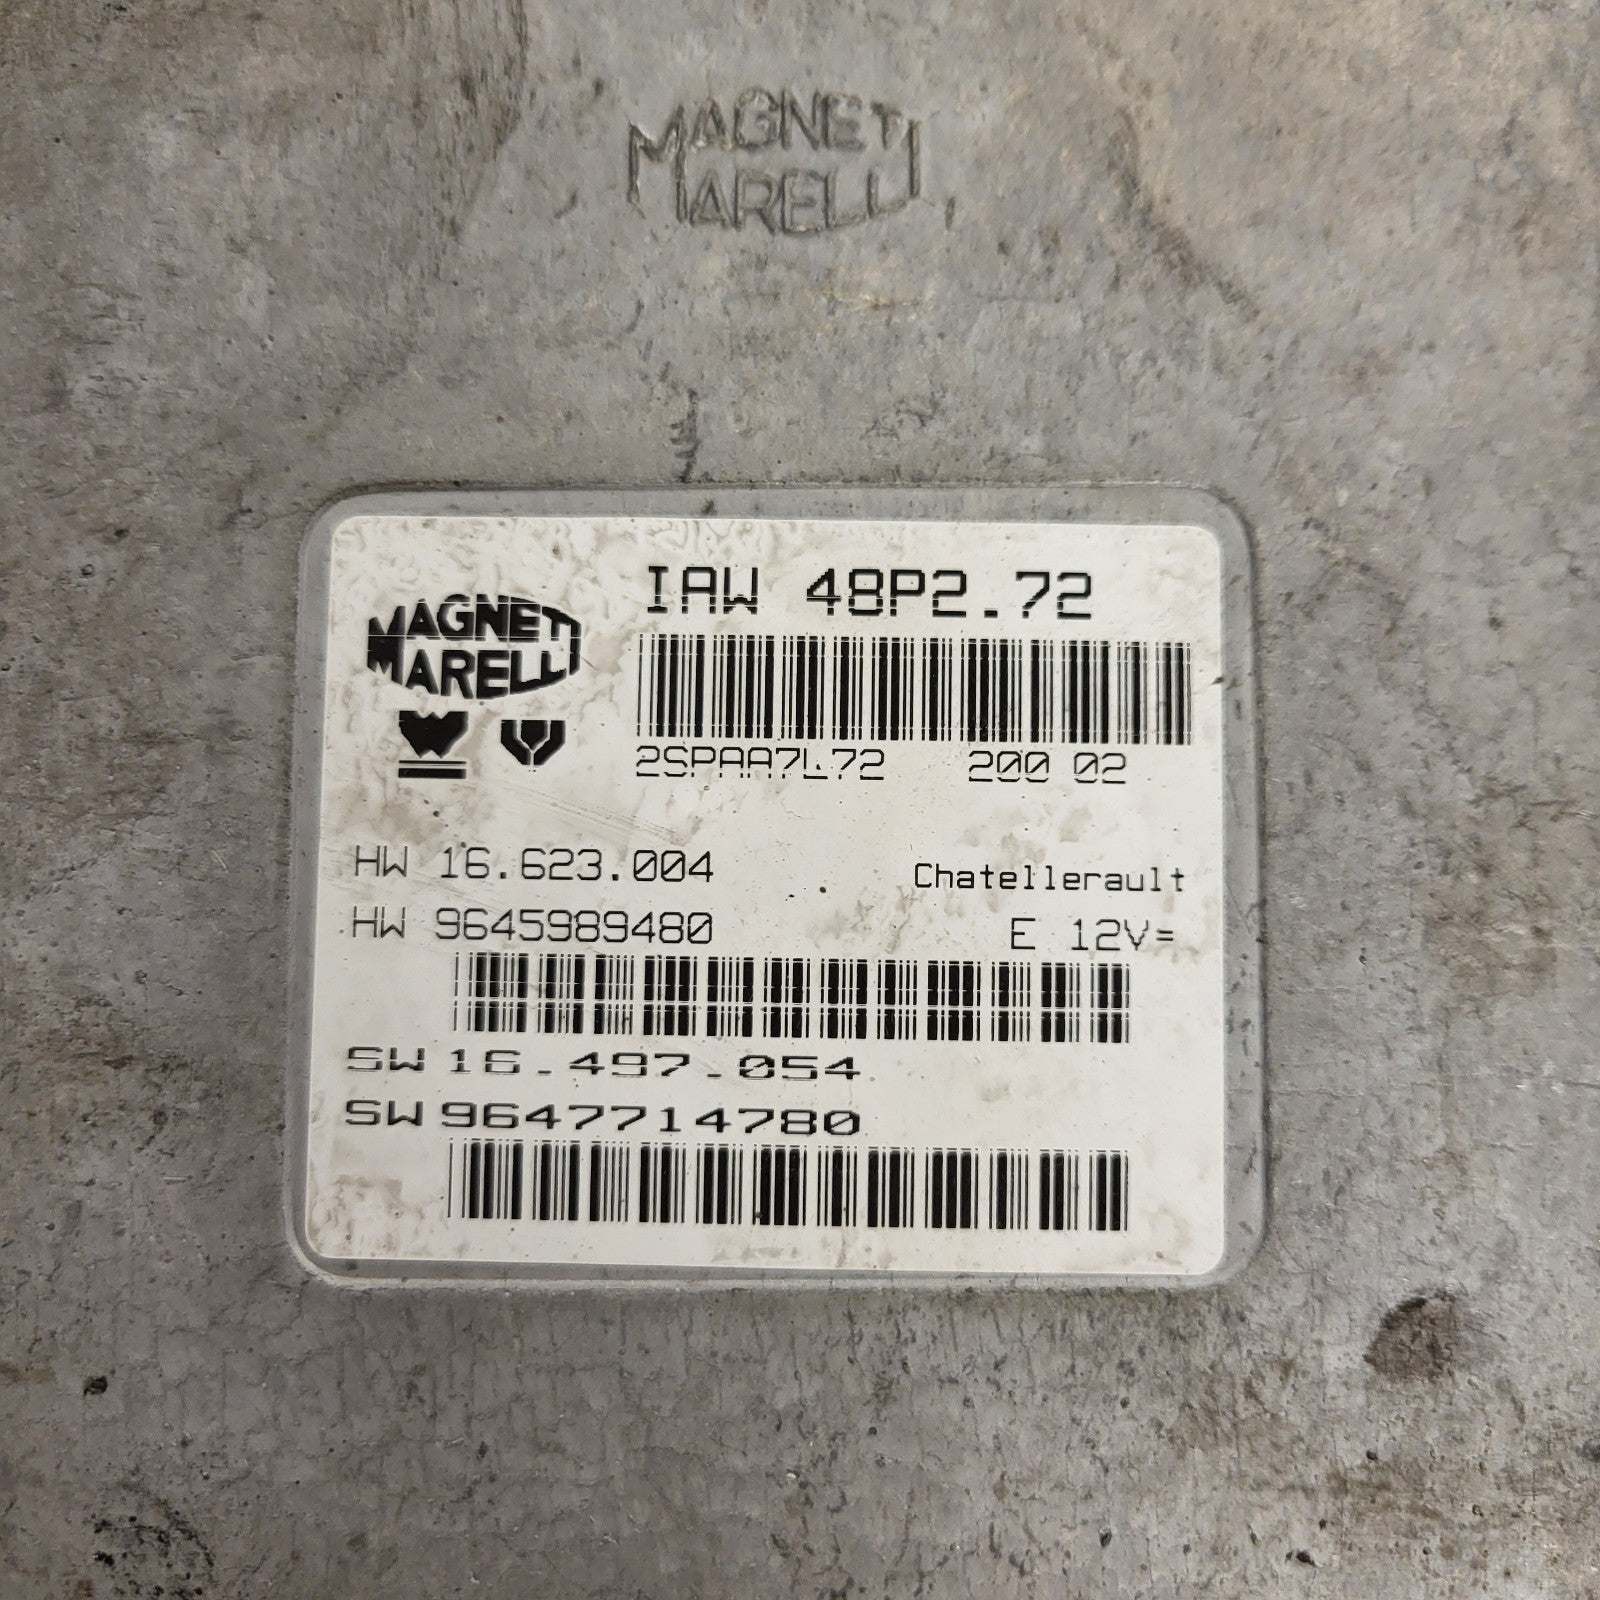 MAGNETI
MARELLI
IAW 48P2.72
MAGNETI
MARELLI
200 02
HW 16.623.004
Chatellerault
HW 9645989480
E 12V=
SW 16.497.054
SW 9647714780